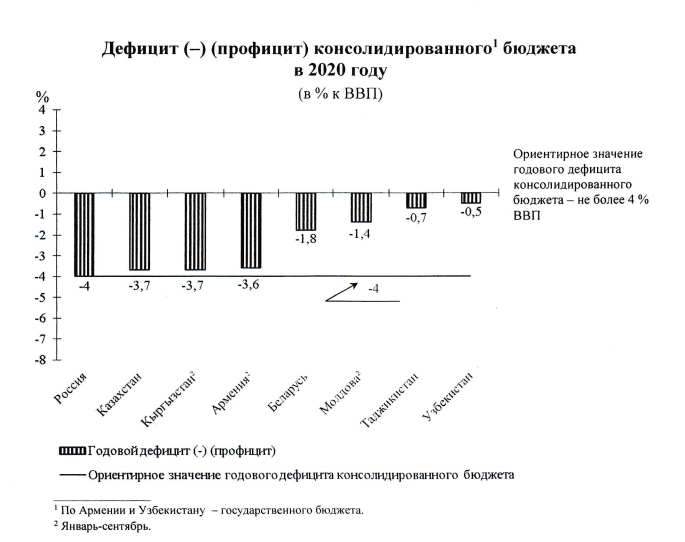 Дефицит (–) (профицит) консолидированного¹ бюджета
в 2020 году
(в % к ВВП)
%
4
3
2
1
0
-1
-2
-3
-4
-5
-6
-7
-8
-4
-3,7
-3,7
-3,6
-1,8
-1,4
-0,7
-0,5
-4
Ориентирное значение
годового дефицита
консолидированного
бюджета – не более 4 %
ВВП
Россия
Казахстан
Кыргызстан²
Армения²
Беларусь
Молдова²
Таджикистан
Узбекистан
Годовой дефицит (-) (профицит)
Ориентирное значение годового дефицита консолидированного бюджета
¹ По Армении и Узбекистану – государственного бюджета.
² Январь-сентябрь.